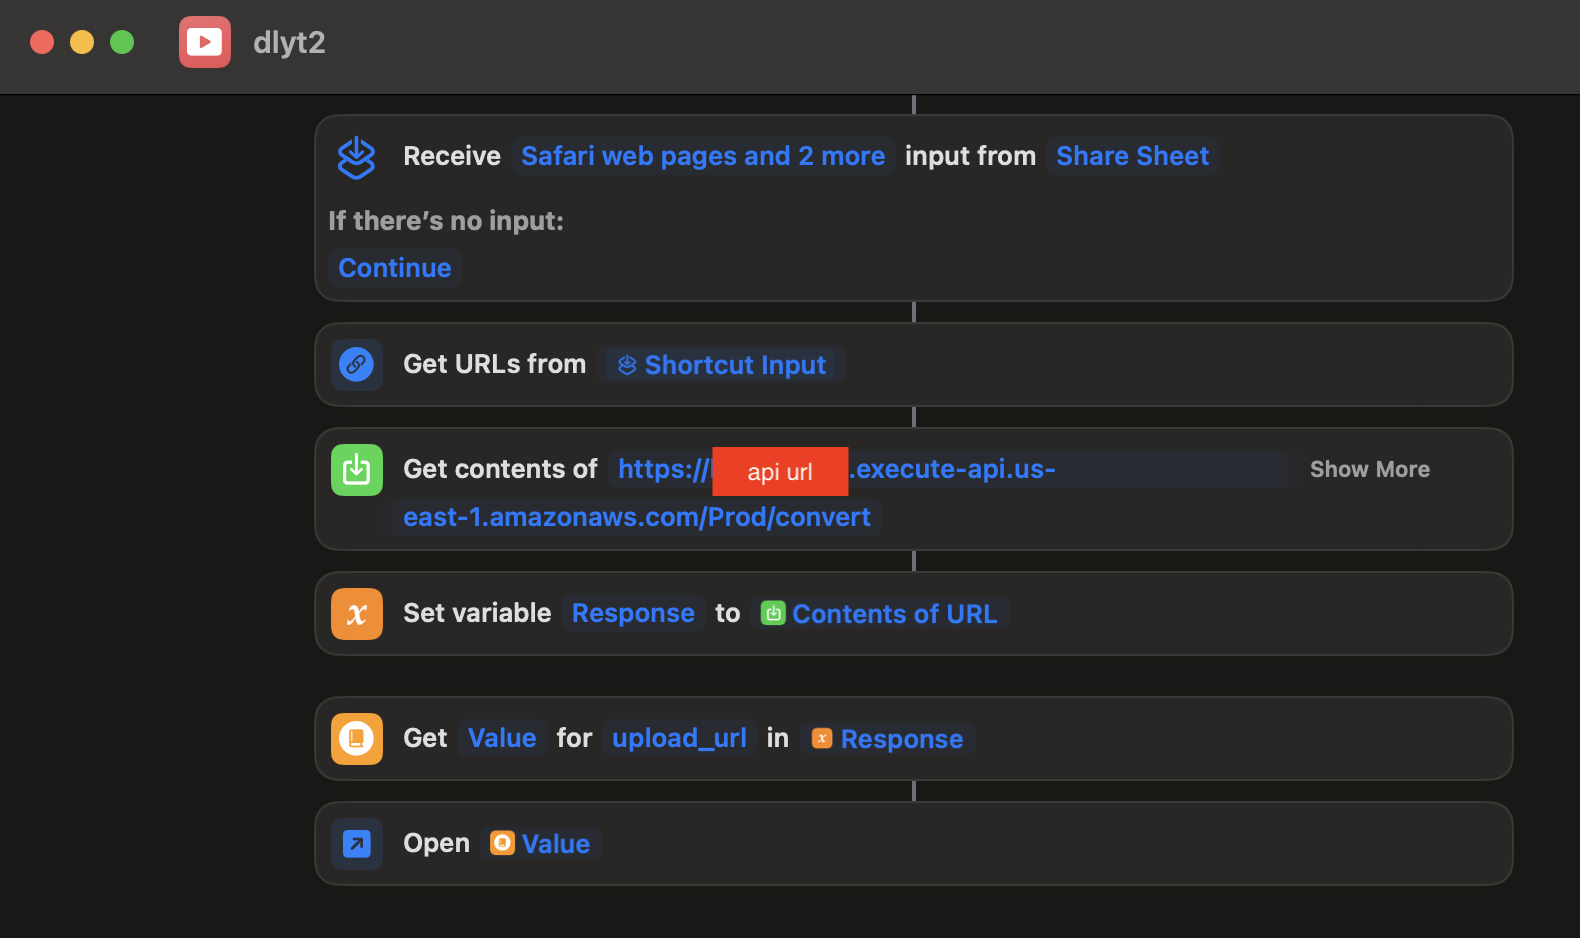 dlyt2
Receive Safari web pages and 2 more input from Share Sheet
If there’s no input:
Continue
Get URLs from Shortcut Input
Get contents of https:// api url .execute-api.us-
east-1.amazonaws.com/Prod/convert
Show More
Set variable Response to Contents of URL
Get Value for upload_url in Response
Open Value